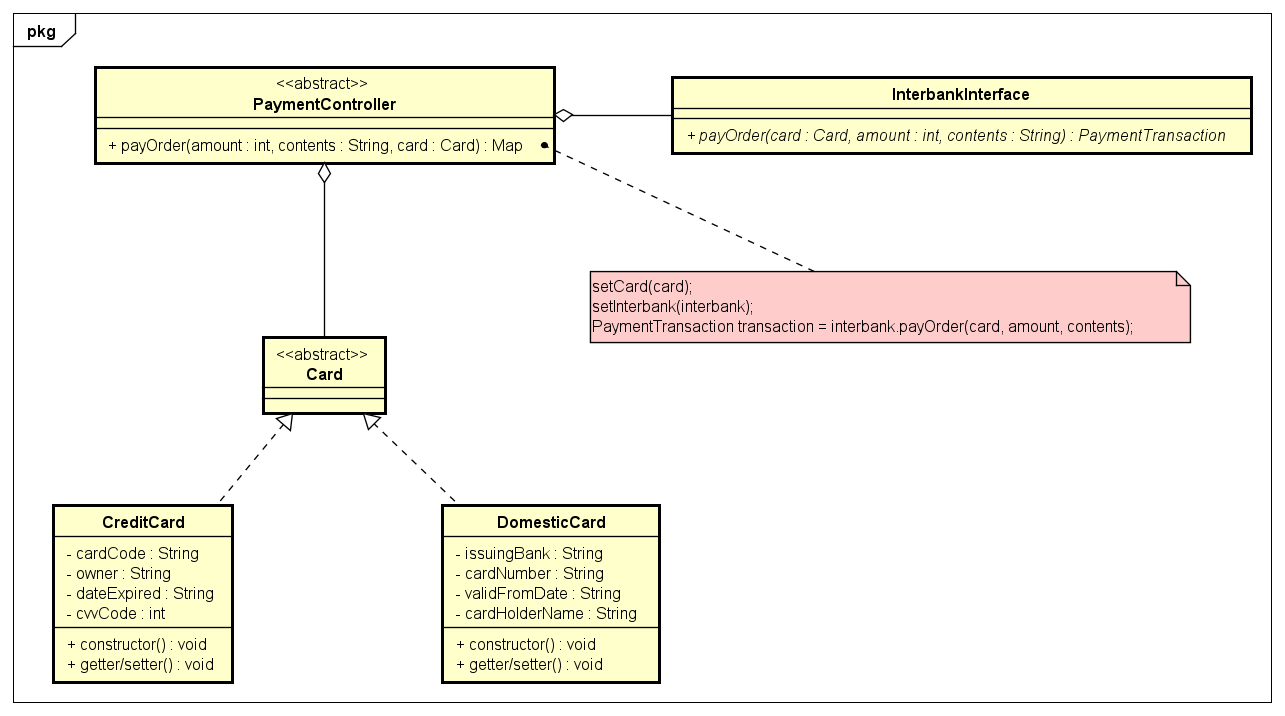 pkg
<<abstract>>
PaymentController
+ payOrder(amount : int, contents : String, card : Card) : Map
InterbankInterface
+ payOrder(card : Card, amount : int, contents : String) : PaymentTransaction
setCard(card);
setInterbank(interbank);
PaymentTransaction transaction = interbank.payOrder(card, amount, contents);
<<abstract>>
Card
CreditCard
- cardCode : String
- owner : String
- dateExpired : String
- cvvCode : int
+ constructor() : void
+ getter/setter() : void
DomesticCard
- issuingBank : String
- cardNumber : String
- validFromDate : String
- cardHolderName : String
+ constructor() : void
+ getter/setter() : void